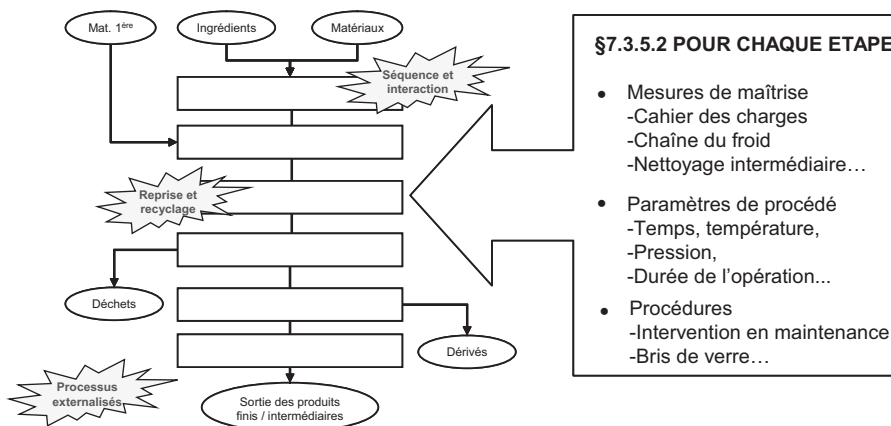 Mat. 1ère
Ingrédients
Matériaux
Séquence et
interaction
Reprise et
recyclage
Déchets
Dérivés
Processus
externalisés
Sortie des produits
finis / intermédiaires
§7.3.5.2 POUR CHAQUE ETAPE
• Mesures de maîtrise
-Cahier des charges
-Chaîne du froid
-Nettoyage intermédiaire…
• Paramètres de procédé
-Temps, température,
-Pression,
-Durée de l’opération...
• Procédures
-Intervention en maintenance
-Bris de verre…